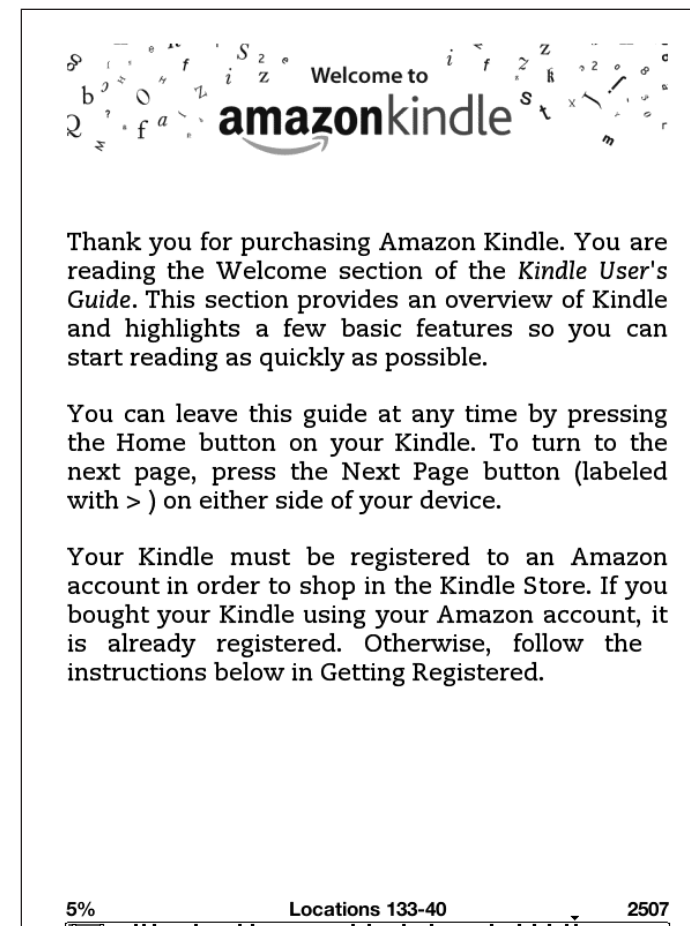 Welcome to
amazonkindle
Thank you for purchasing Amazon Kindle. You are
reading the Welcome section of the Kindle User's
Guide. This section provides an overview of Kindle
and highlights a few basic features so you can
start reading as quickly as possible.
You can leave this guide at any time by pressing
the Home button on your Kindle. To turn to the
next page, press the Next Page button (labeled
with > ) on either side of your device.
Your Kindle must be registered to an Amazon
account in order to shop in the Kindle Store. If you
bought your Kindle using your Amazon account, it
is already registered. Otherwise, follow the
instructions below in Getting Registered.
5% Locations 133-40 2507